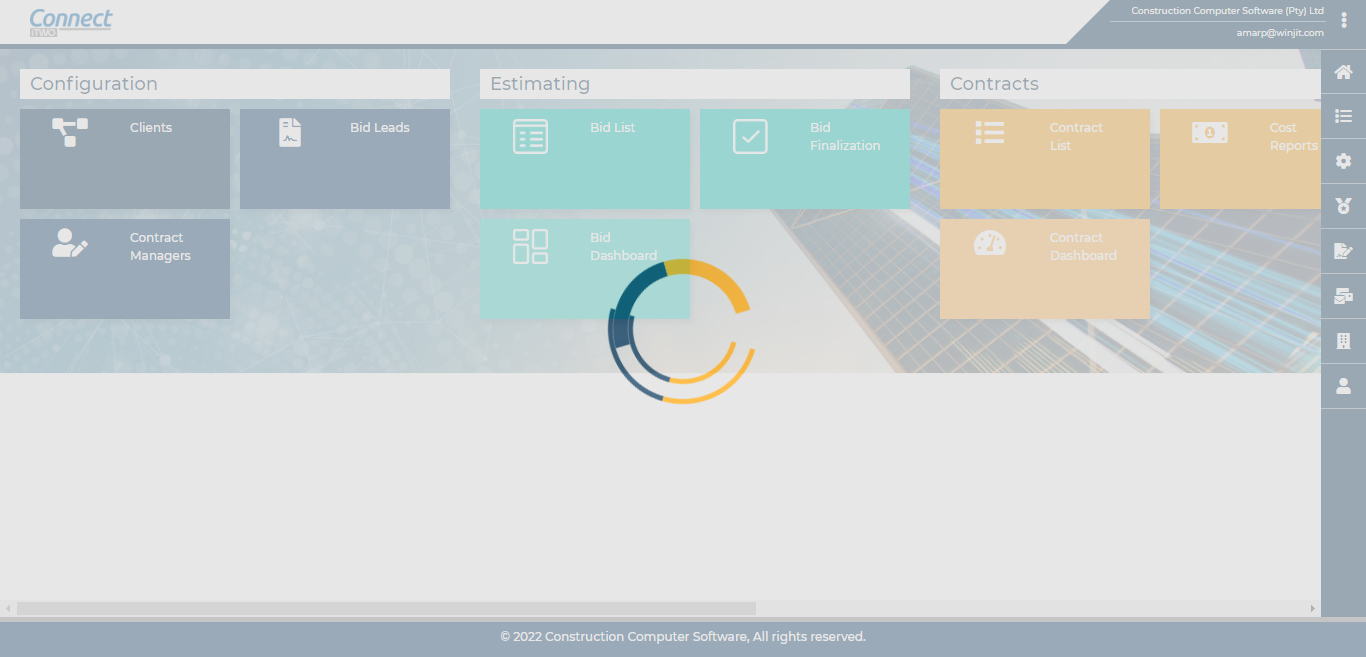 Connect
iTWO
Construction Computer Software (Pty) Ltd
amarp@winjit.com
Configuration
Estimating
Contracts
Clients
Bid Leads
Bid List
Bid
Finalization
Contract
List
Cost
Reports
Contract
Managers
Bid
Dashboard
Contract
Dashboard
© 2022 Construction Computer Software, All rights reserved.